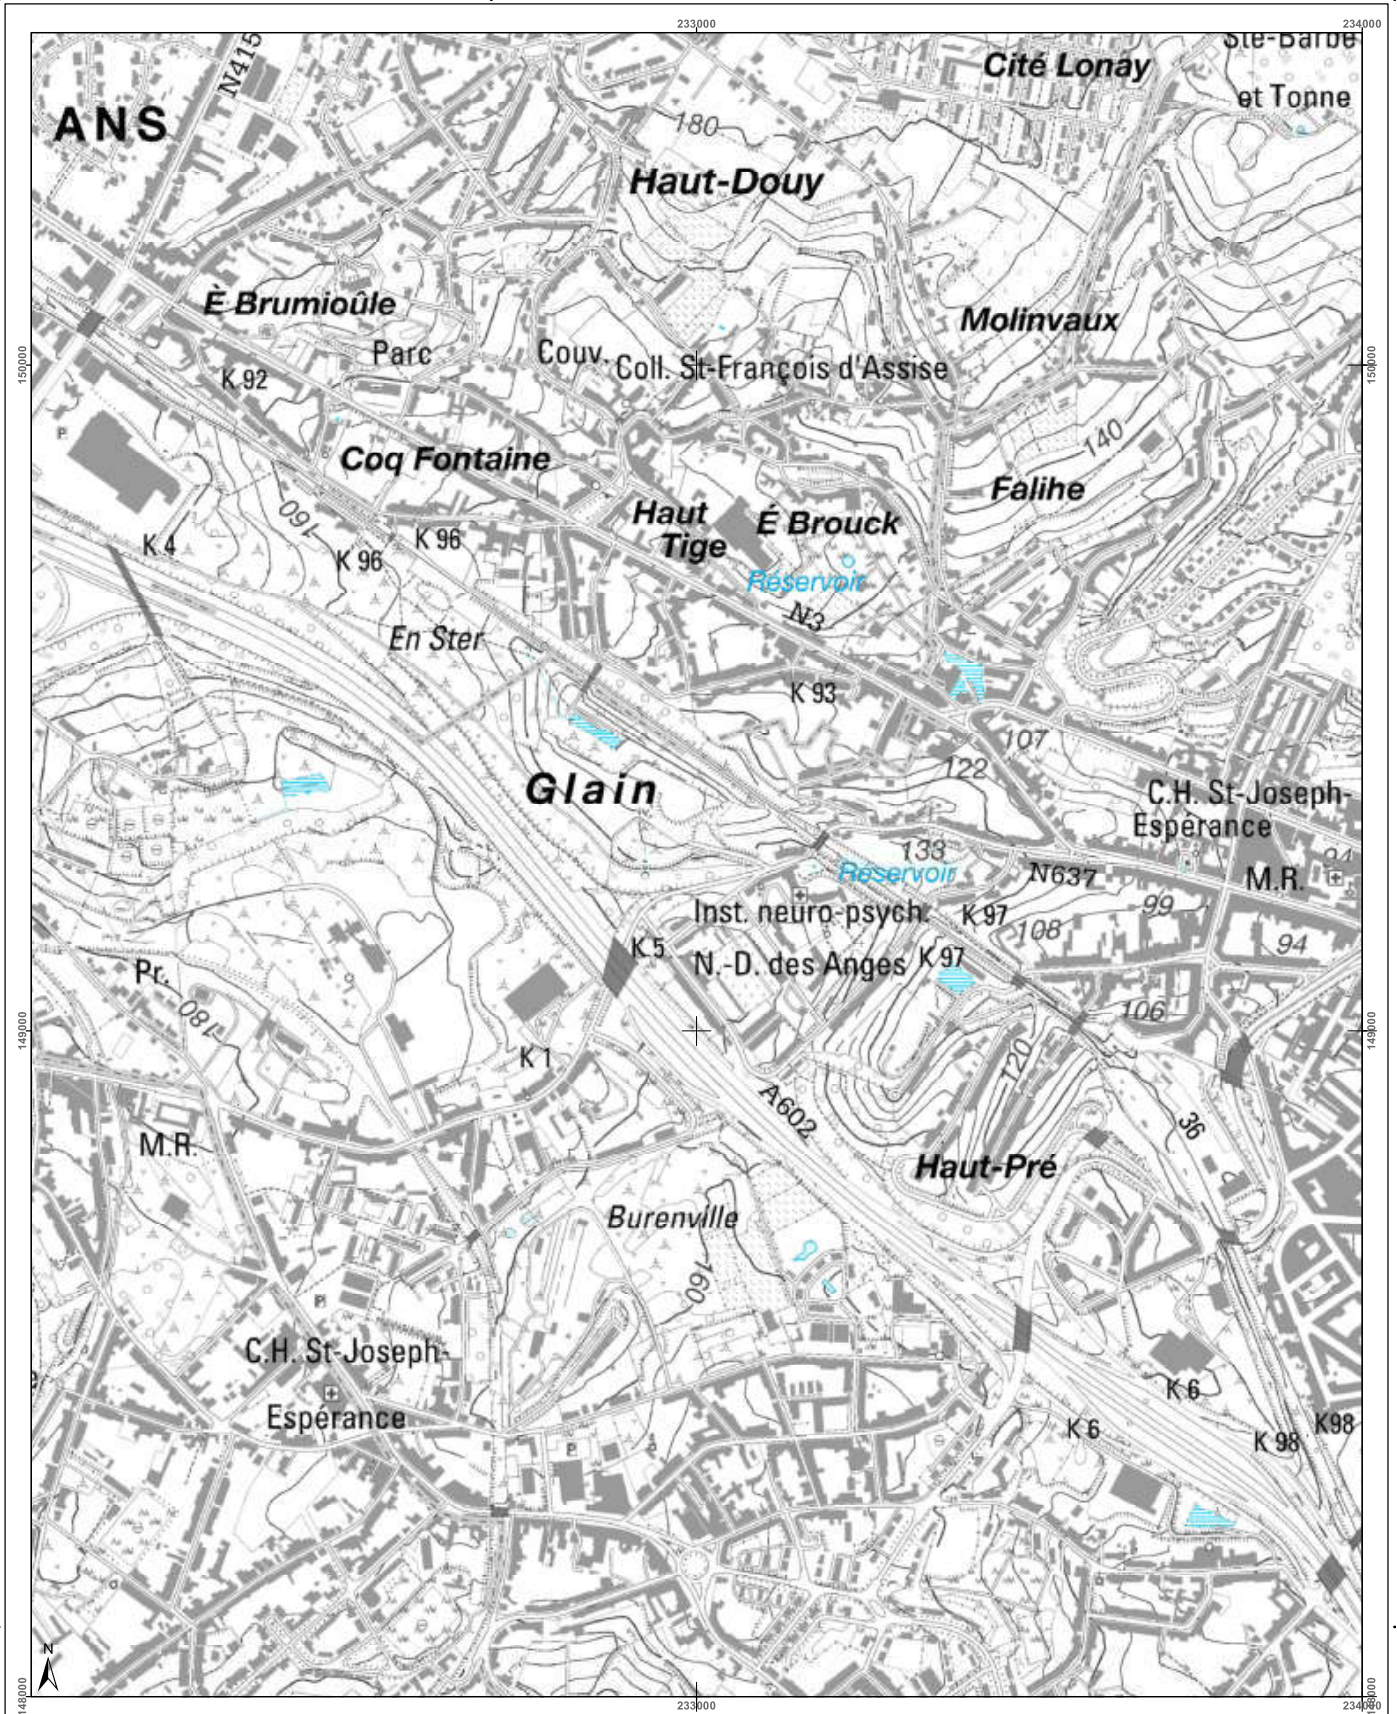 233000
234000
Ste-Barbe
et Tonne
Cité Lonay
N415
ANS
180
Haut-Douy
È Brumioûle
Molinvaux
Parc
Couv.
Coll. St-François d'Assise
150000
150000
K 92
P
140
Coq Fontaine
Falihe
Haut
Tige
É Brouck
160
K 4
K 96
K 96
Réservoir
N3
En Ster
K 93
107
122
Glain
C.H. St-Joseph-
Espérance
133
94
Réservoir
N637
M.R.
Inst. neuro-psych.
K 97
99
108
K 5
N.-D. des Anges
K 97
94
Pr.
180
106
149000
149000
K 1
120
A602
36
M.R.
Haut-Pré
Burenville
160
P
C.H. St-Joseph-
Espérance
K 6
K 6
K98
K 98
P
N
148000
233000
234000
148000